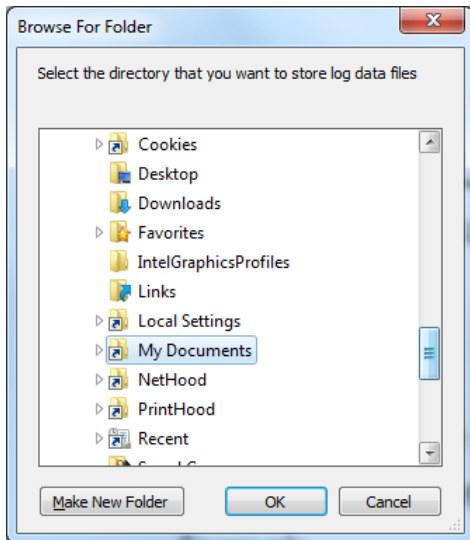 Browse For Folder
Select the directory that you want to store log data files
Cookies
Desktop
Downloads
Favorites
IntelGraphicsProfiles
Links
Local Settings
My Documents
NetHood
PrintHood
Recent
Make New Folder
OK
Cancel